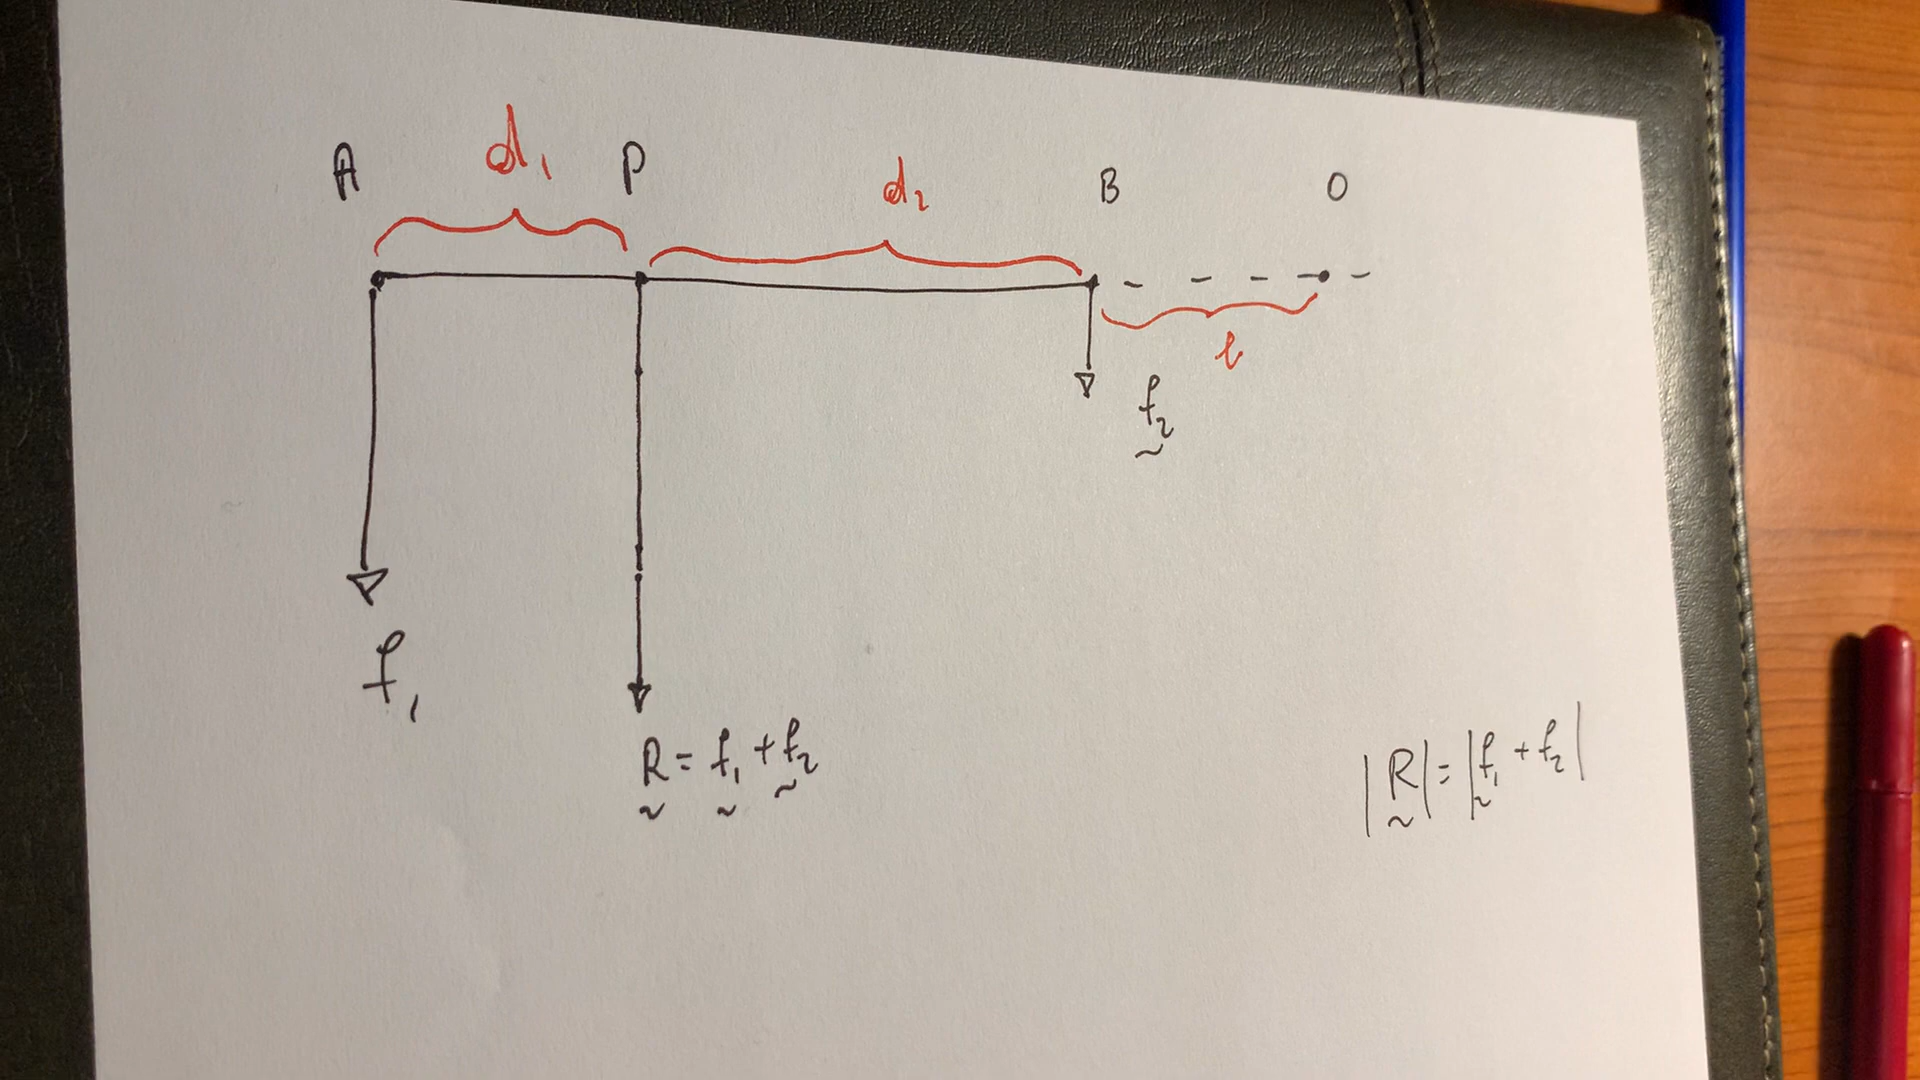 A d₁ P d₂ B O
l
f₂
f₁
R = f₁ + f₂
|R| = |f₁ + f₂|